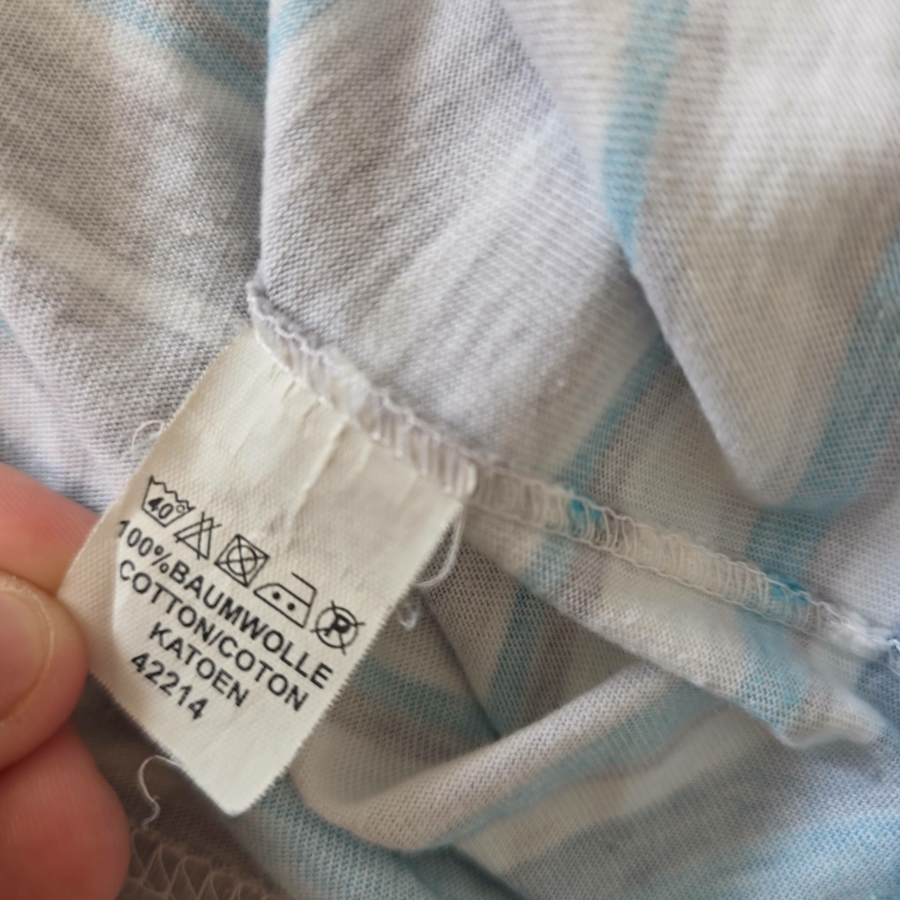 40
P
100%BAUMWOLLE
COTTON/COTON
KATOEN
42214